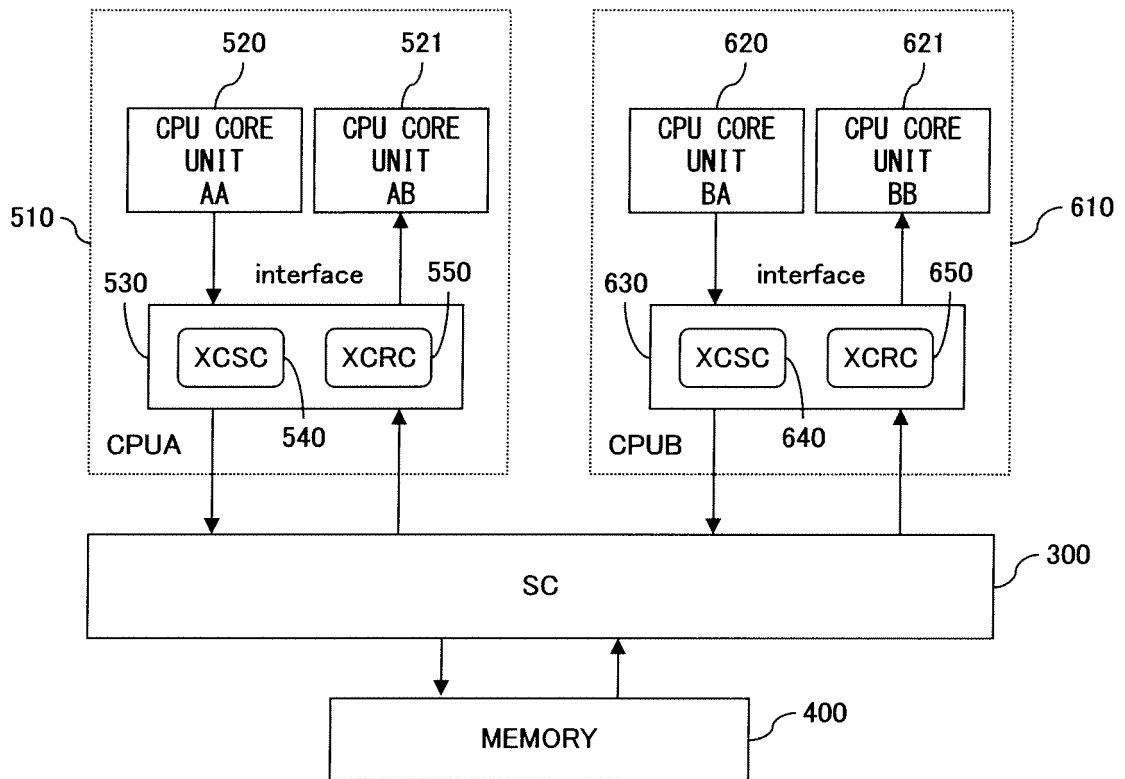 520
521
620
621
CPU CORE
UNIT
AA
CPU CORE
UNIT
AB
CPU CORE
UNIT
BA
CPU CORE
UNIT
BB
510
610
530
interface
550
630
interface
650
XCSC
XCRC
XCSC
XCRC
CPUA
540
CPUB
640
SC
300
MEMORY
400